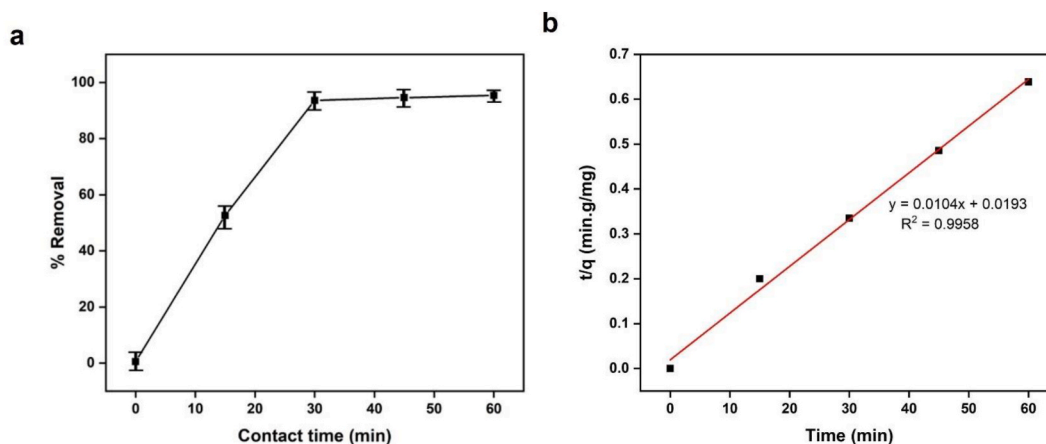 a
% Removal
100
80
60
40
20
0
0 10 20 30 40 50 60
Contact time (min)
b
t/q (min.g/mg)
0.7
0.6
0.5
0.4
0.3
0.2
0.1
0.0
y = 0.0104x + 0.0193
R² = 0.9958
0 10 20 30 40 50 60
Time (min)